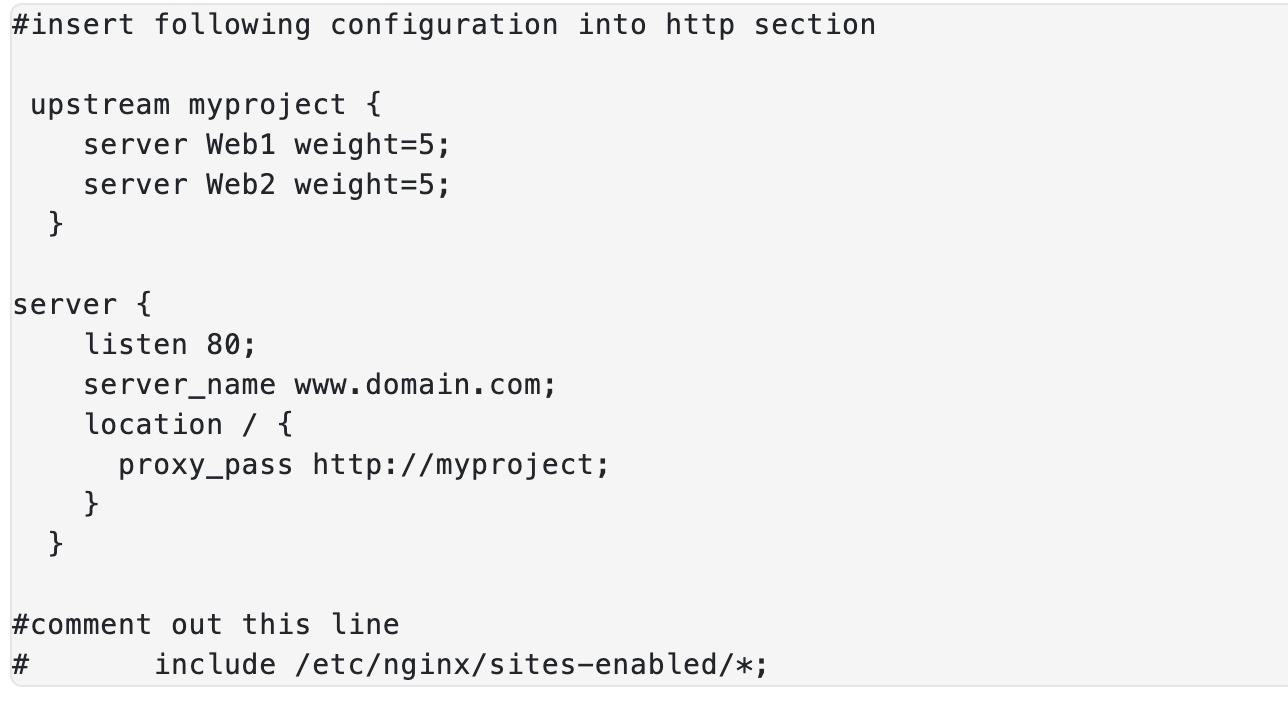 #insert following configuration into http section
upstream myproject {
server Web1 weight=5;
server Web2 weight=5;
}
server {
listen 80;
server_name www.domain.com;
location / {
proxy_pass http://myproject;
}
}
#comment out this line
# include /etc/nginx/sites-enabled/*;